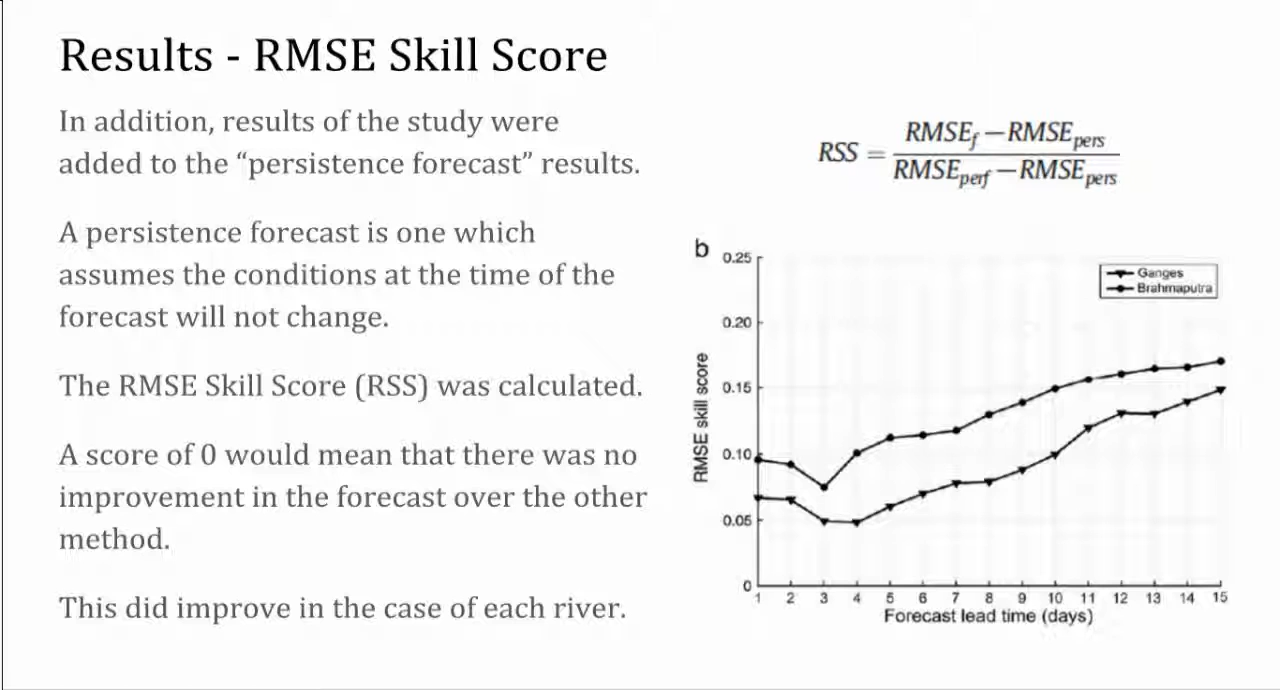 Results - RMSE Skill Score
In addition, results of the study were
added to the “persistence forecast” results.
A persistence forecast is one which
assumes the conditions at the time of the
forecast will not change.
The RMSE Skill Score (RSS) was calculated.
A score of 0 would mean that there was no
improvement in the forecast over the other
method.
This did improve in the case of each river.
RSS = (RMSE_f − RMSE_pers) / (RMSE_perf − RMSE_pers)
b
Ganges
Brahmaputra
RMSE skill score
0.25
0.20
0.15
0.10
0.05
0
1 2 3 4 5 6 7 8 9 10 11 12 13 14 15
Forecast lead time (days)